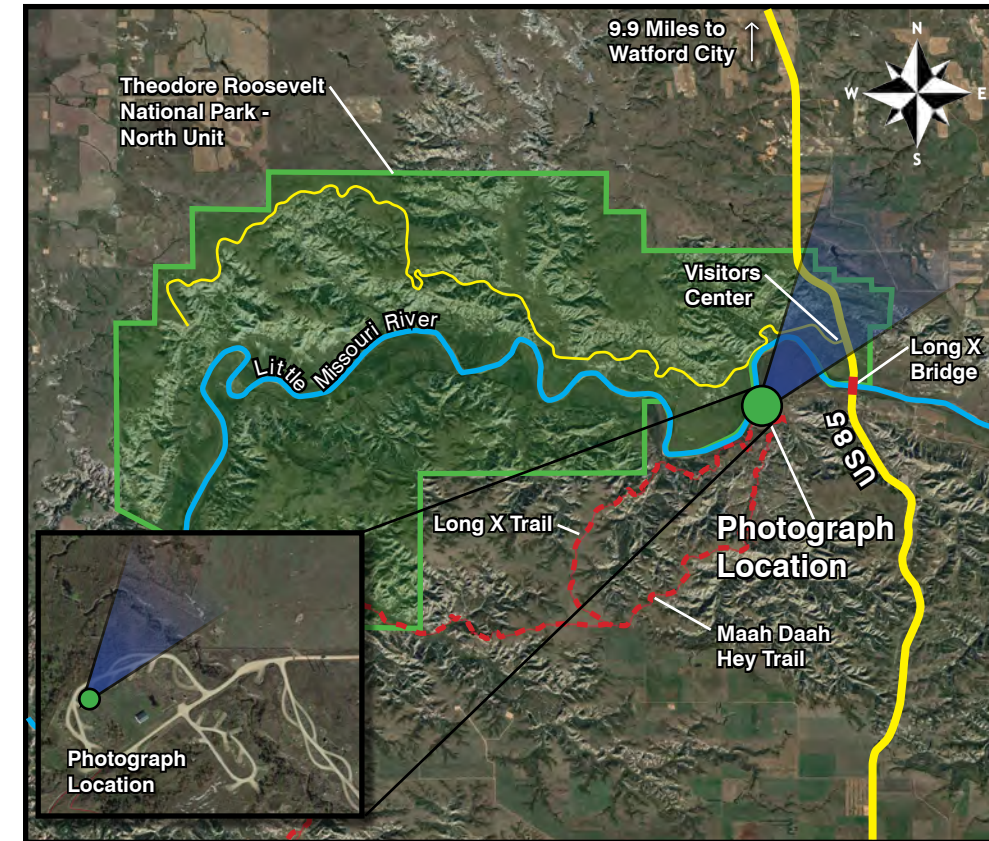 9.9 Miles to
Watford City
N
W
E
S
Theodore Roosevelt
National Park -
North Unit
Visitors
Center
Little Missouri River
Long X
Bridge
US 85
Long X Trail
Photograph
Location
Maah Daah
Hey Trail
Photograph
Location